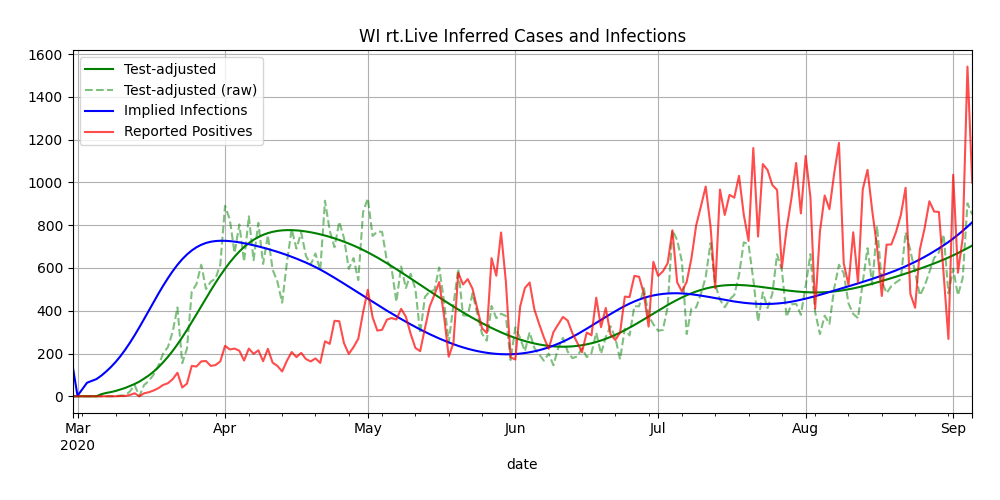 WI rt.Live Inferred Cases and Infections
1600
1400
1200
1000
800
600
400
200
0
Test-adjusted
Test-adjusted (raw)
Implied Infections
Reported Positives
Mar Apr May Jun Jul Aug Sep
2020
date